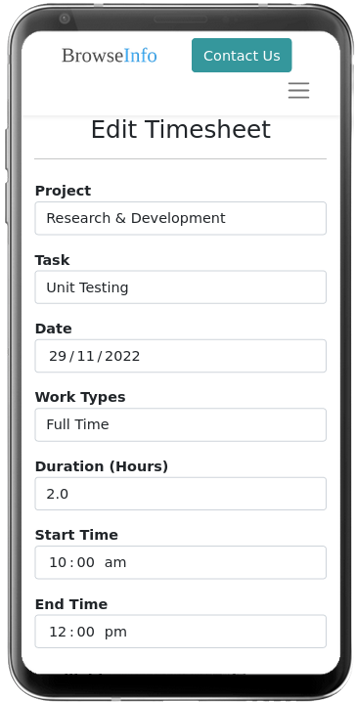 BrowseInfo
Contact Us
Edit Timesheet
Project
Research & Development
Task
Unit Testing
Date
29/11/2022
Work Types
Full Time
Duration (Hours)
2.0
Start Time
10:00 am
End Time
12:00 pm